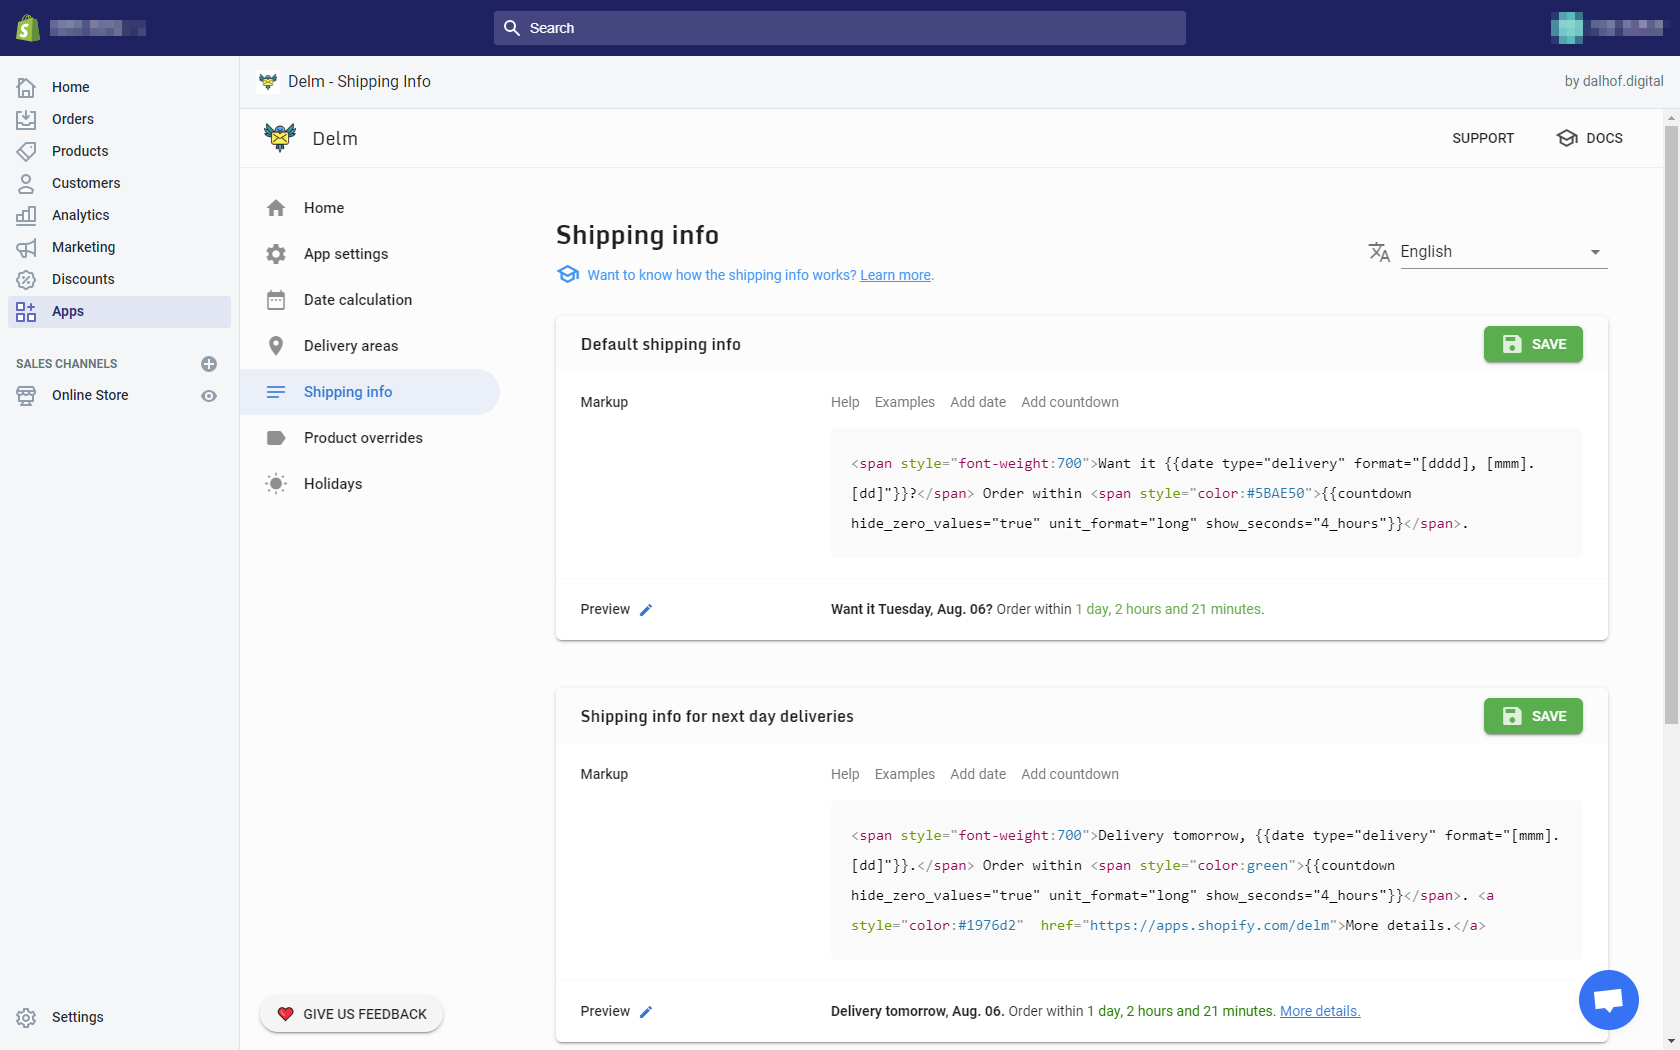 Search
Home
Orders
Products
Customers
Analytics
Marketing
Discounts
Apps
SALES CHANNELS
Online Store
Settings
Delm - Shipping Info
by dalhof.digital
Delm
SUPPORT
DOCS
Home
App settings
Date calculation
Delivery areas
Shipping info
Product overrides
Holidays
GIVE US FEEDBACK
Shipping info
Want to know how the shipping info works? Learn more.
English
Default shipping info
SAVE
Markup
Help Examples Add date Add countdown
<span style="font-weight:700">Want it {{date type="delivery" format="[dddd], [mmm].
[dd]"}}?</span> Order within <span style="color:#5BAE50">{{countdown
hide_zero_values="true" unit_format="long" show_seconds="4_hours"}}</span>.
Preview
Want it Tuesday, Aug. 06? Order within 1 day, 2 hours and 21 minutes.
Shipping info for next day deliveries
SAVE
Markup
Help Examples Add date Add countdown
<span style="font-weight:700">Delivery tomorrow, {{date type="delivery" format="[mmm].
[dd]"}}.</span> Order within <span style="color:green">{{countdown
hide_zero_values="true" unit_format="long" show_seconds="4_hours"}}</span>. <a
style="color:#1976d2"  href="https://apps.shopify.com/delm">More details.</a>
Preview
Delivery tomorrow, Aug. 06. Order within 1 day, 2 hours and 21 minutes. More details.